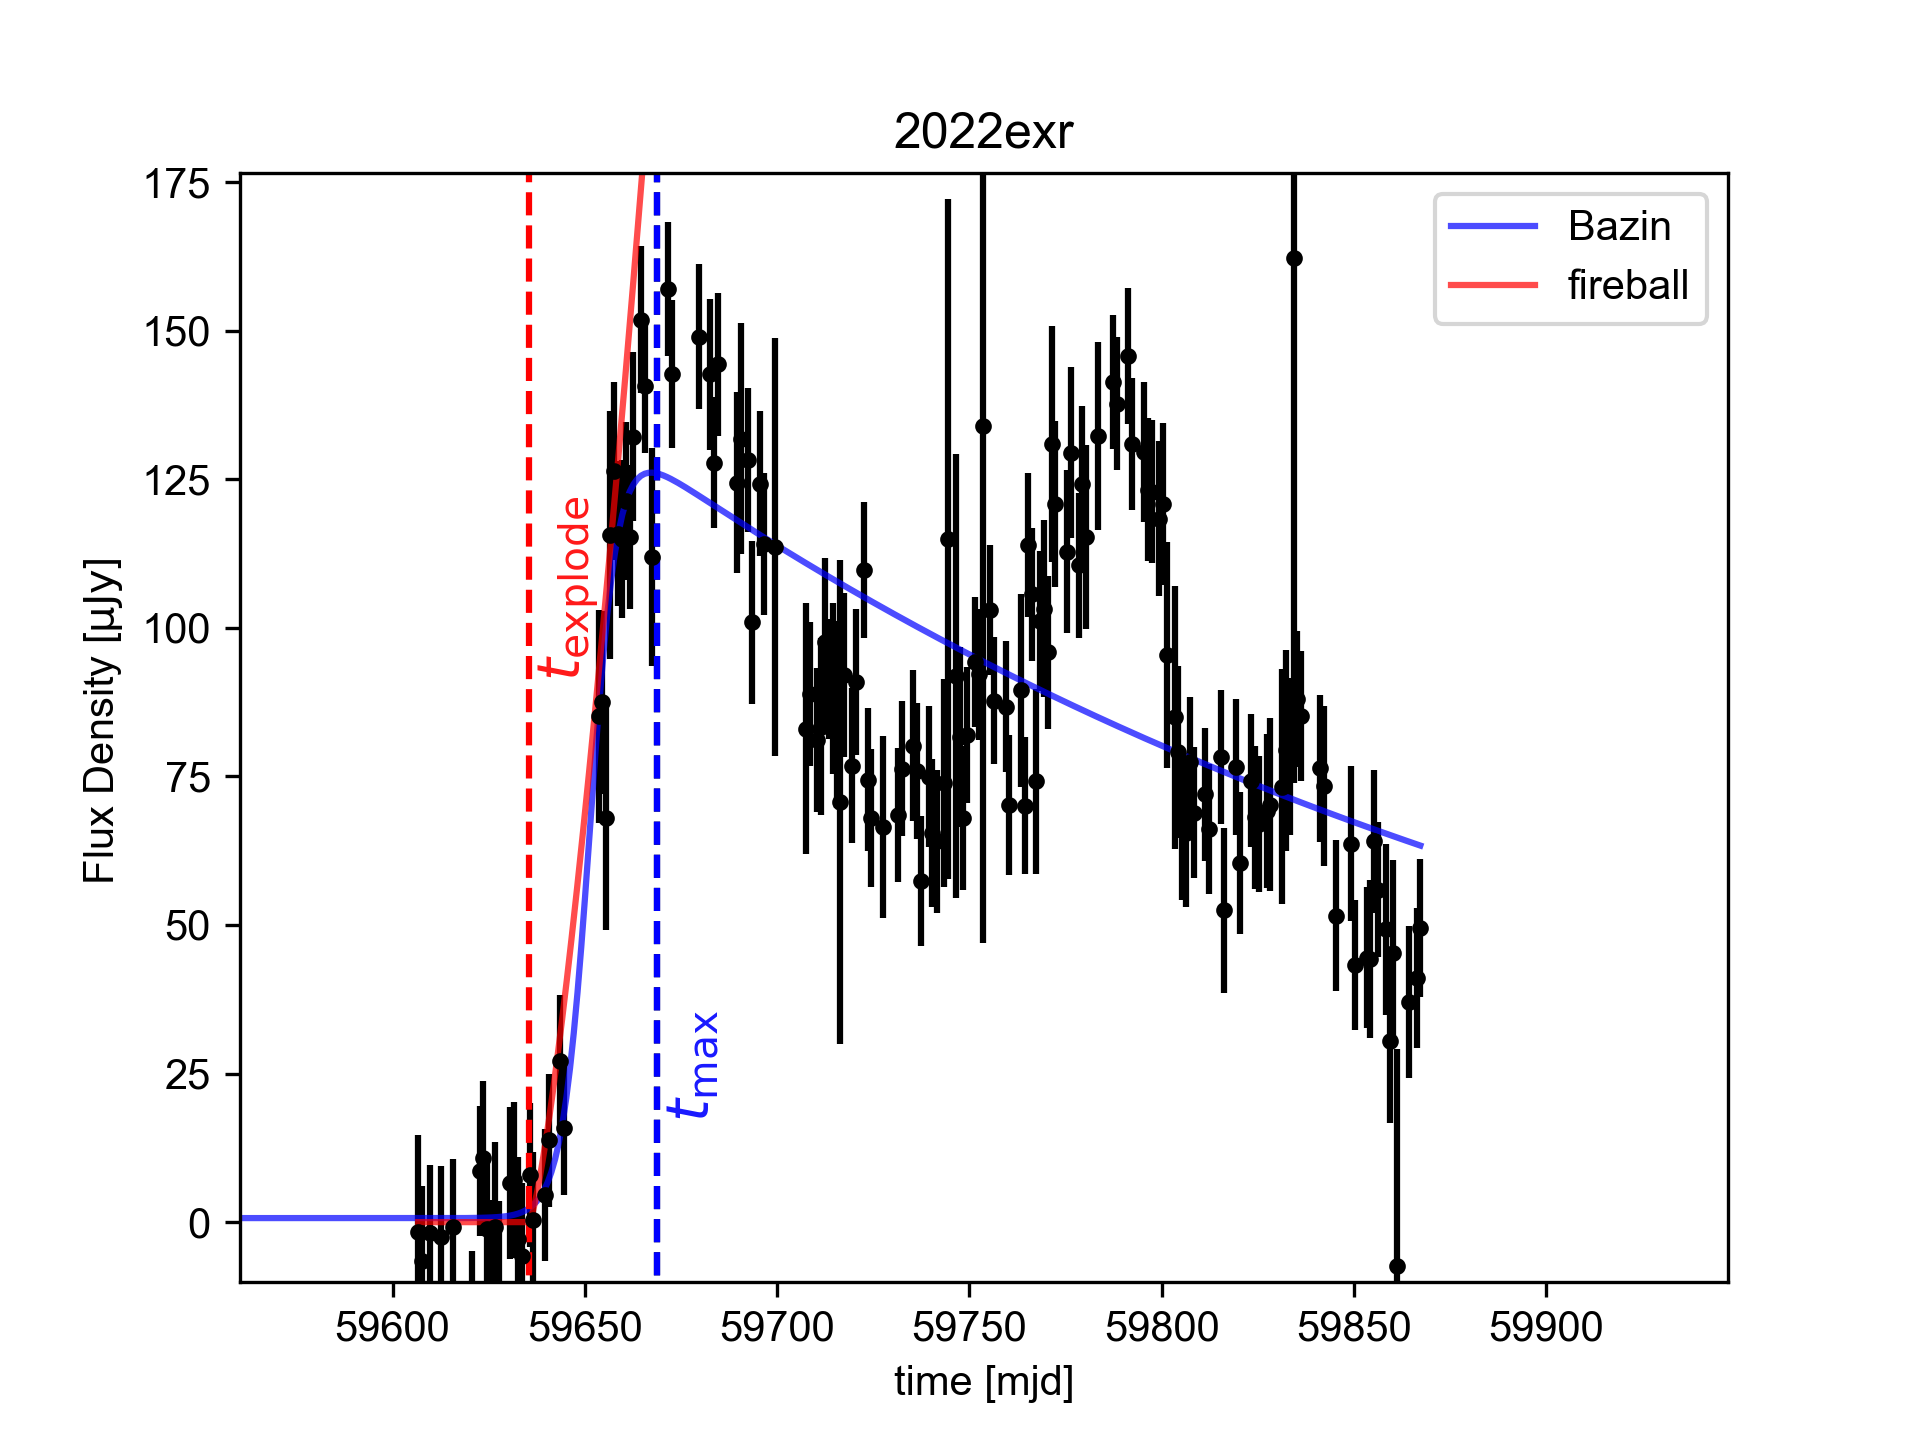 2022exr
175
150
125
100
75
50
25
0
Flux Density [µJy]
59600 59650 59700 59750 59800 59850 59900
time [mjd]
Bazin
fireball
t_explode
t_max